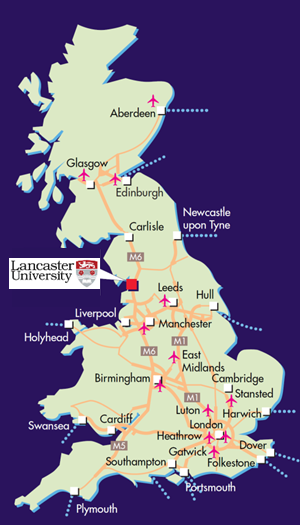 Aberdeen
Glasgow
Edinburgh
Newcastle
upon Tyne
Carlisle
M6
Lancaster
University
Leeds
Hull
Liverpool
Manchester
Holyhead
M1
M6
East
Midlands
Birmingham
Cambridge
Stansted
M1
Luton
Harwich
Swansea
Cardiff
London
M5
Heathrow
Dover
Southampton
Gatwick
Folkestone
Portsmouth
Plymouth